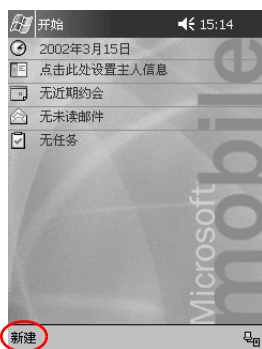 开始 15:14
2002年3月15日
点击此处设置主人信息
无近期约会
无未读邮件
无任务
Microsoft
mobile
新建